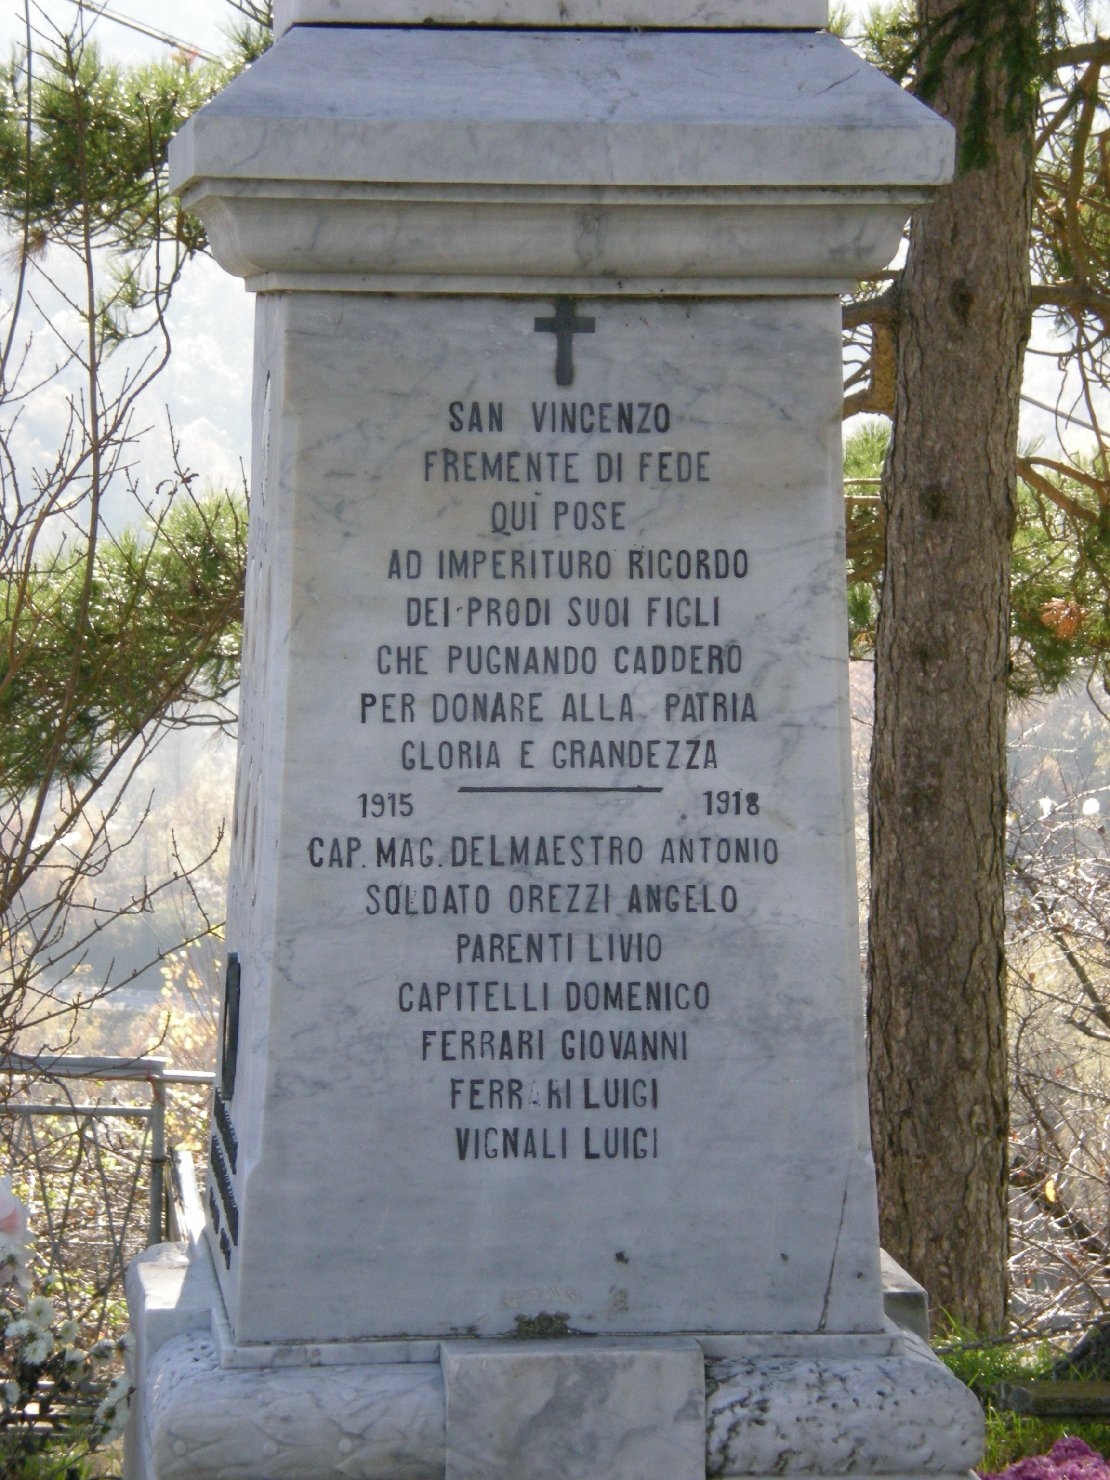 SAN VINCENZO
FREMENTE DI FEDE
QUI POSE
AD IMPERITURO RICORDO
DEI PRODI SUOI FIGLI
CHE PUGNANDO CADDERO
PER DONARE ALLA PATRIA
GLORIA E GRANDEZZA
1915 1918
CAP. MAG. DELMAESTRO ANTONIO
SOLDATO OREZZI ANGELO
PARENTI LIVIO
CAPITELLI DOMENICO
FERRARI GIOVANNI
FERRARI LUIGI
VIGNALI LUIGI